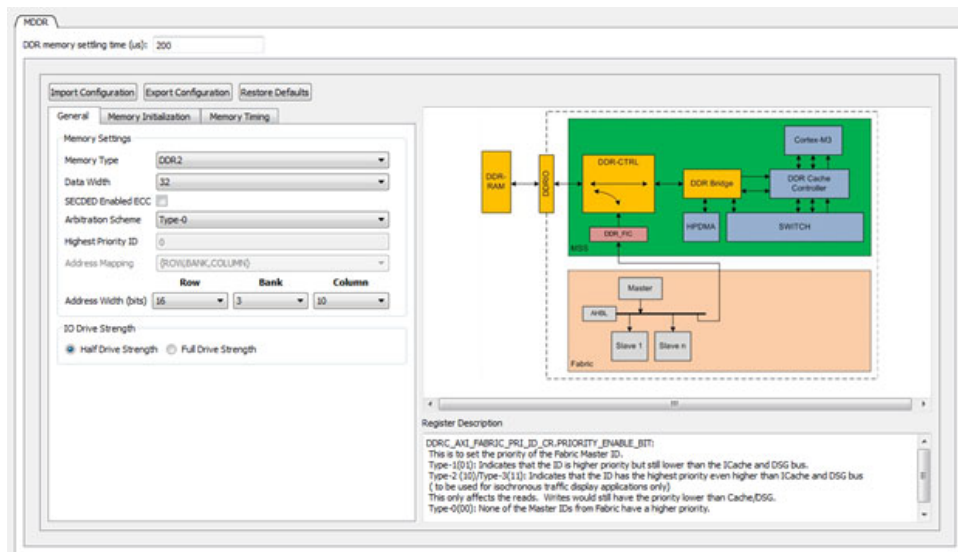 MDDR
DDR memory settling time (us): 200
Import Configuration Export Configuration Restore Defaults
General Memory Initialization Memory Timing
Memory Settings
Memory Type DDR2
Data Width 32
SECDED Enabled ECC
Arbitration Scheme Type-0
Highest Priority ID 0
Address Mapping {ROW,BANK,COLUMN}
Row Bank Column
Address Width (bits) 16 3 10
IO Drive Strength
Half Drive Strength Full Drive Strength
DDR-RAM
DDRIO
DDR-CTRL
DDR_FIC
DDR Bridge
Cortex-M3
DDR Cache
Controller
HPDMA
SWITCH
MSS
Master
AHBL
Slave 1
Slave n
Fabric
Register Description
DDRC_AXI_FABRIC_PRI_ID_CR.PRIORITY_ENABLE_BIT:
This is to set the priority of the Fabric Master ID.
Type-1(01): Indicates that the ID is higher priority but still lower than the ICache and DSG bus.
Type-2 (10)/Type-3(11): Indicates that the ID has the highest priority even higher than ICache and DSG bus
( to be used for isochronous traffic display applications only)
This only affects the reads. Writes would still have the priority lower than Cache/DSG.
Type-0(00): None of the Master IDs from Fabric have a higher priority.